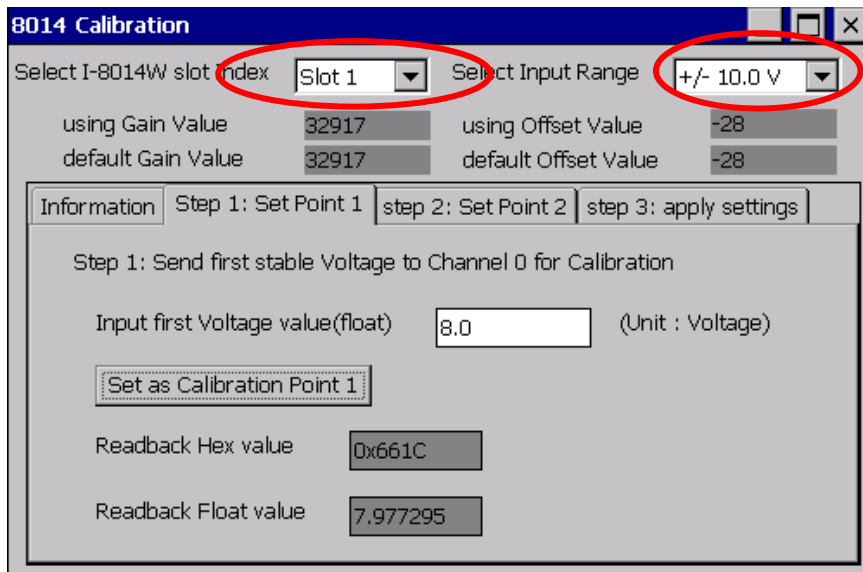 8014 Calibration
Select I-8014W slot Index Slot 1 Select Input Range +/- 10.0 V
using Gain Value 32917 using Offset Value -28
default Gain Value 32917 default Offset Value -28
Information Step 1: Set Point 1 step 2: Set Point 2 step 3: apply settings
Step 1: Send first stable Voltage to Channel 0 for Calibration
Input first Voltage value(float) 8.0 (Unit : Voltage)
Set as Calibration Point 1
Readback Hex value 0x661C
Readback Float value 7.977295